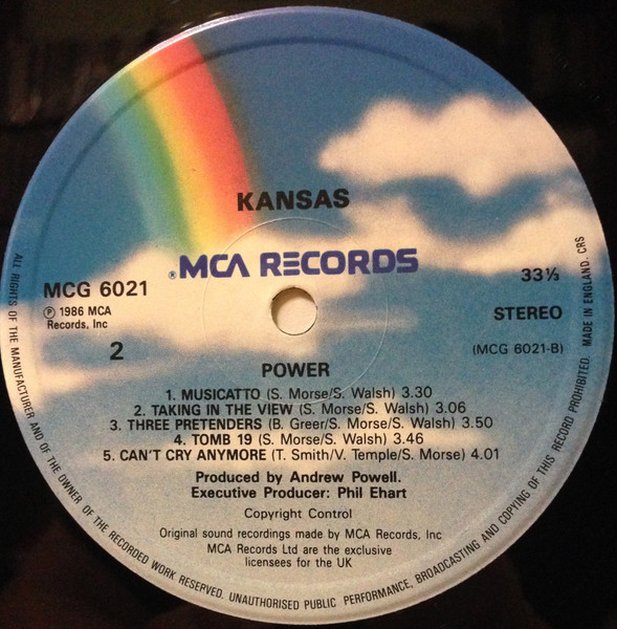 KANSAS
® MCA RECORDS
MCG 6021
℗ 1986 MCA
Records, Inc
2
33⅓
STEREO
(MCG 6021-B)
POWER
1. MUSICATTO (S. Morse/S. Walsh) 3.30
2. TAKING IN THE VIEW (S. Morse/S. Walsh) 3.06
3. THREE PRETENDERS (B. Greer/S. Morse/S. Walsh) 3.50
4. TOMB 19 (S. Morse/S. Walsh) 3.46
5. CAN'T CRY ANYMORE (T. Smith/V. Temple/S. Morse) 4.01
Produced by Andrew Powell.
Executive Producer: Phil Ehart
Copyright Control
Original sound recordings made by MCA Records, Inc
MCA Records Ltd are the exclusive
licensees for the UK
ALL RIGHTS OF THE MANUFACTURER AND OF THE OWNER OF THE RECORDED WORK RESERVED. UNAUTHORISED PUBLIC PERFORMANCE, BROADCASTING AND COPYING OF THIS RECORD PROHIBITED. MADE IN ENGLAND. CRS